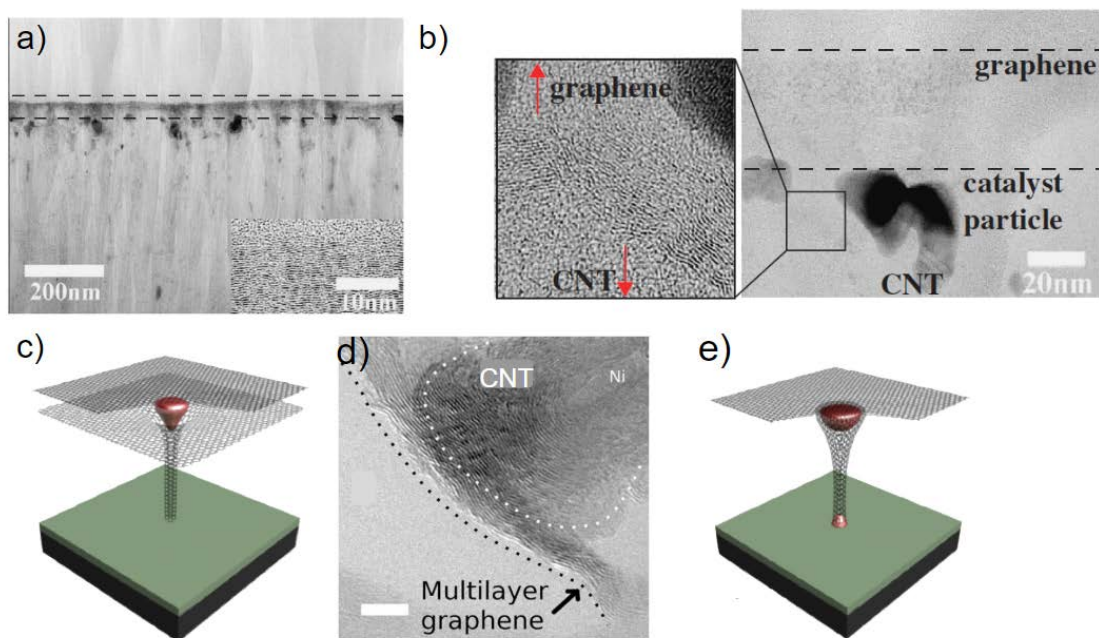 a)
200nm
10nm
b)
graphene
CNT
graphene
catalyst
particle
CNT
20nm
c)
d)
CNT
Ni
Multilayer
graphene
e)